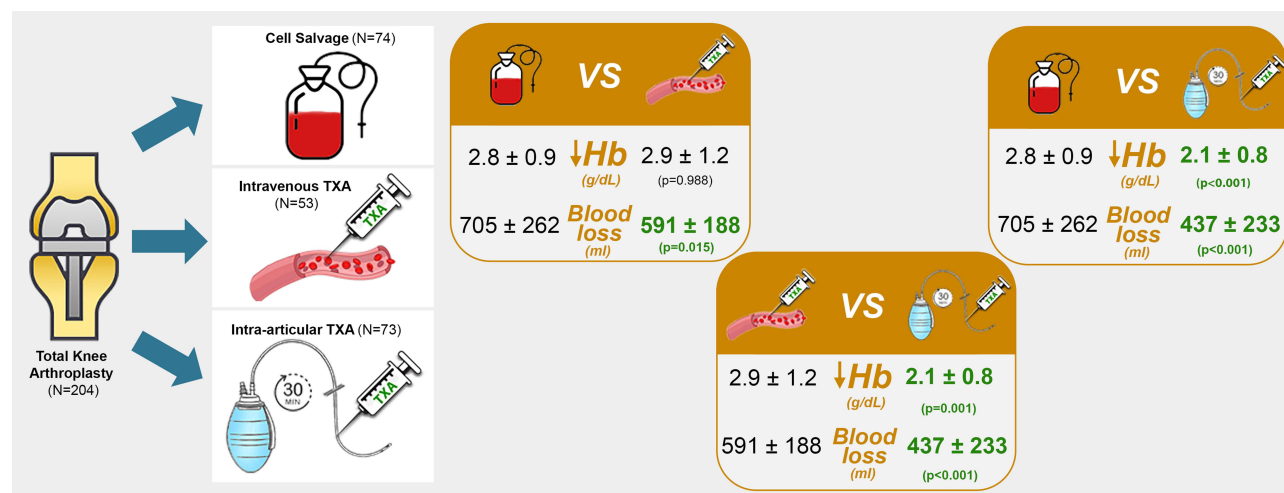 Total Knee
Arthroplasty
(N=204)
Cell Salvage (N=74)
Intravenous TXA
(N=53)
TXA
Intra-articular TXA (N=73)
30
MIN
TXA
VS
TXA
2.8 ± 0.9 ↓Hb 2.9 ± 1.2
(g/dL) (p=0.988)
705 ± 262 Blood loss 591 ± 188
(ml) (p=0.015)
VS
30
TXA
2.8 ± 0.9 ↓Hb 2.1 ± 0.8
(g/dL) (p<0.001)
705 ± 262 Blood loss 437 ± 233
(ml) (p<0.001)
TXA
VS
30
TXA
2.9 ± 1.2 ↓Hb 2.1 ± 0.8
(g/dL) (p=0.001)
591 ± 188 Blood loss 437 ± 233
(ml) (p<0.001)